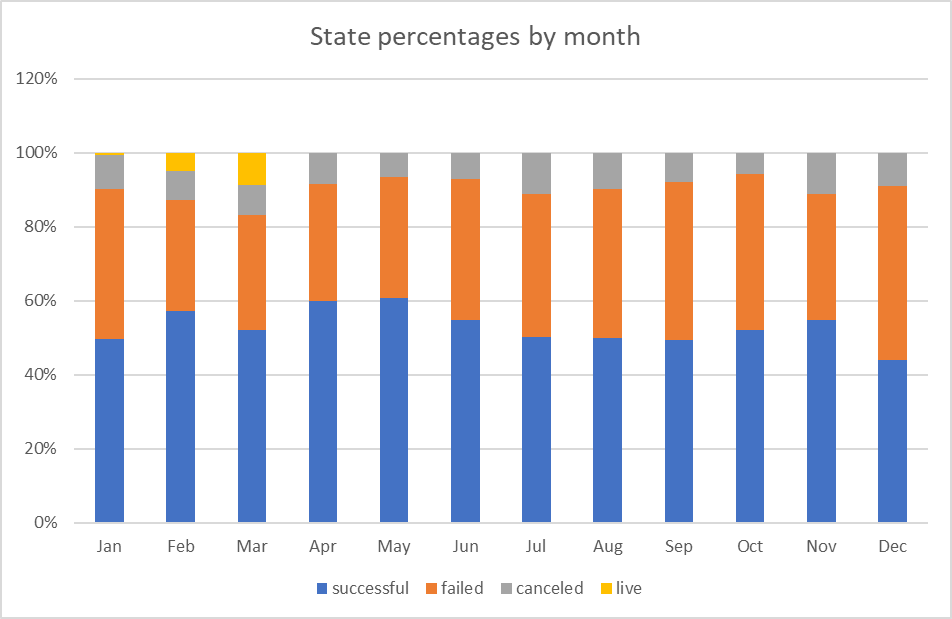 State percentages by month
120%
100%
80%
60%
40%
20%
0%
Jan Feb Mar Apr May Jun Jul Aug Sep Oct Nov Dec
successful failed canceled live